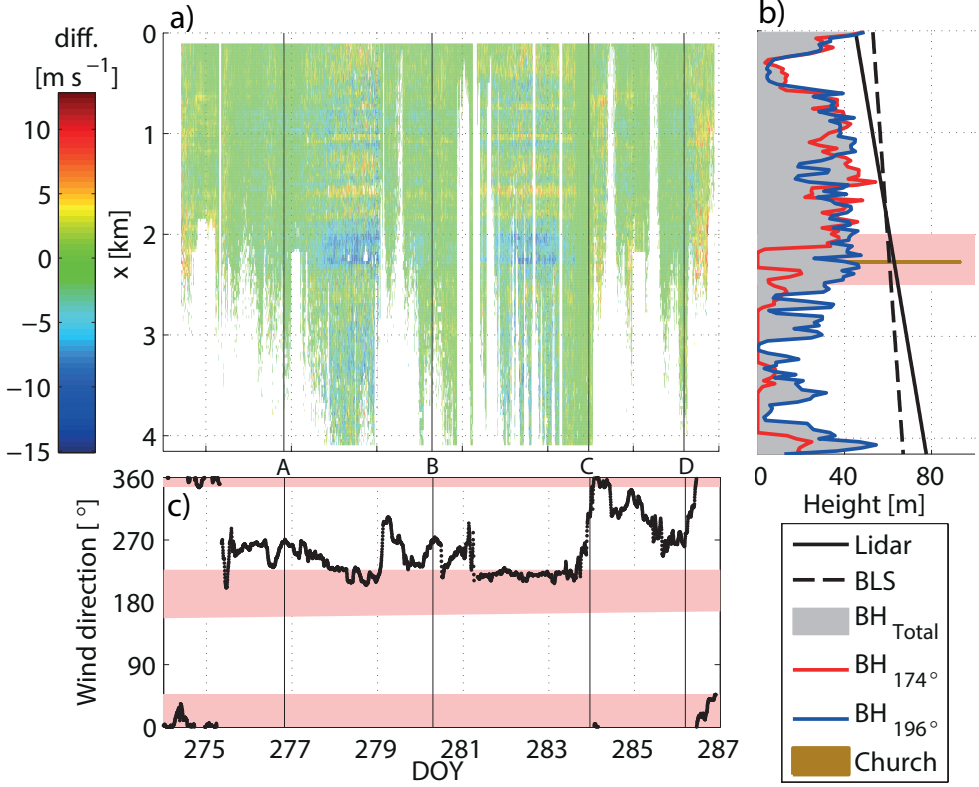 a)
b)
diff.
[m s⁻¹]
10
5
0
−5
−10
−15
0
1
2
3
4
x [km]
A
B
C
D
0
40
80
Height [m]
c)
360
270
180
90
0
Wind direction [ °]
275
277
279
281
283
285
287
DOY
Lidar
BLS
BH Total
BH 174°
BH 196°
Church